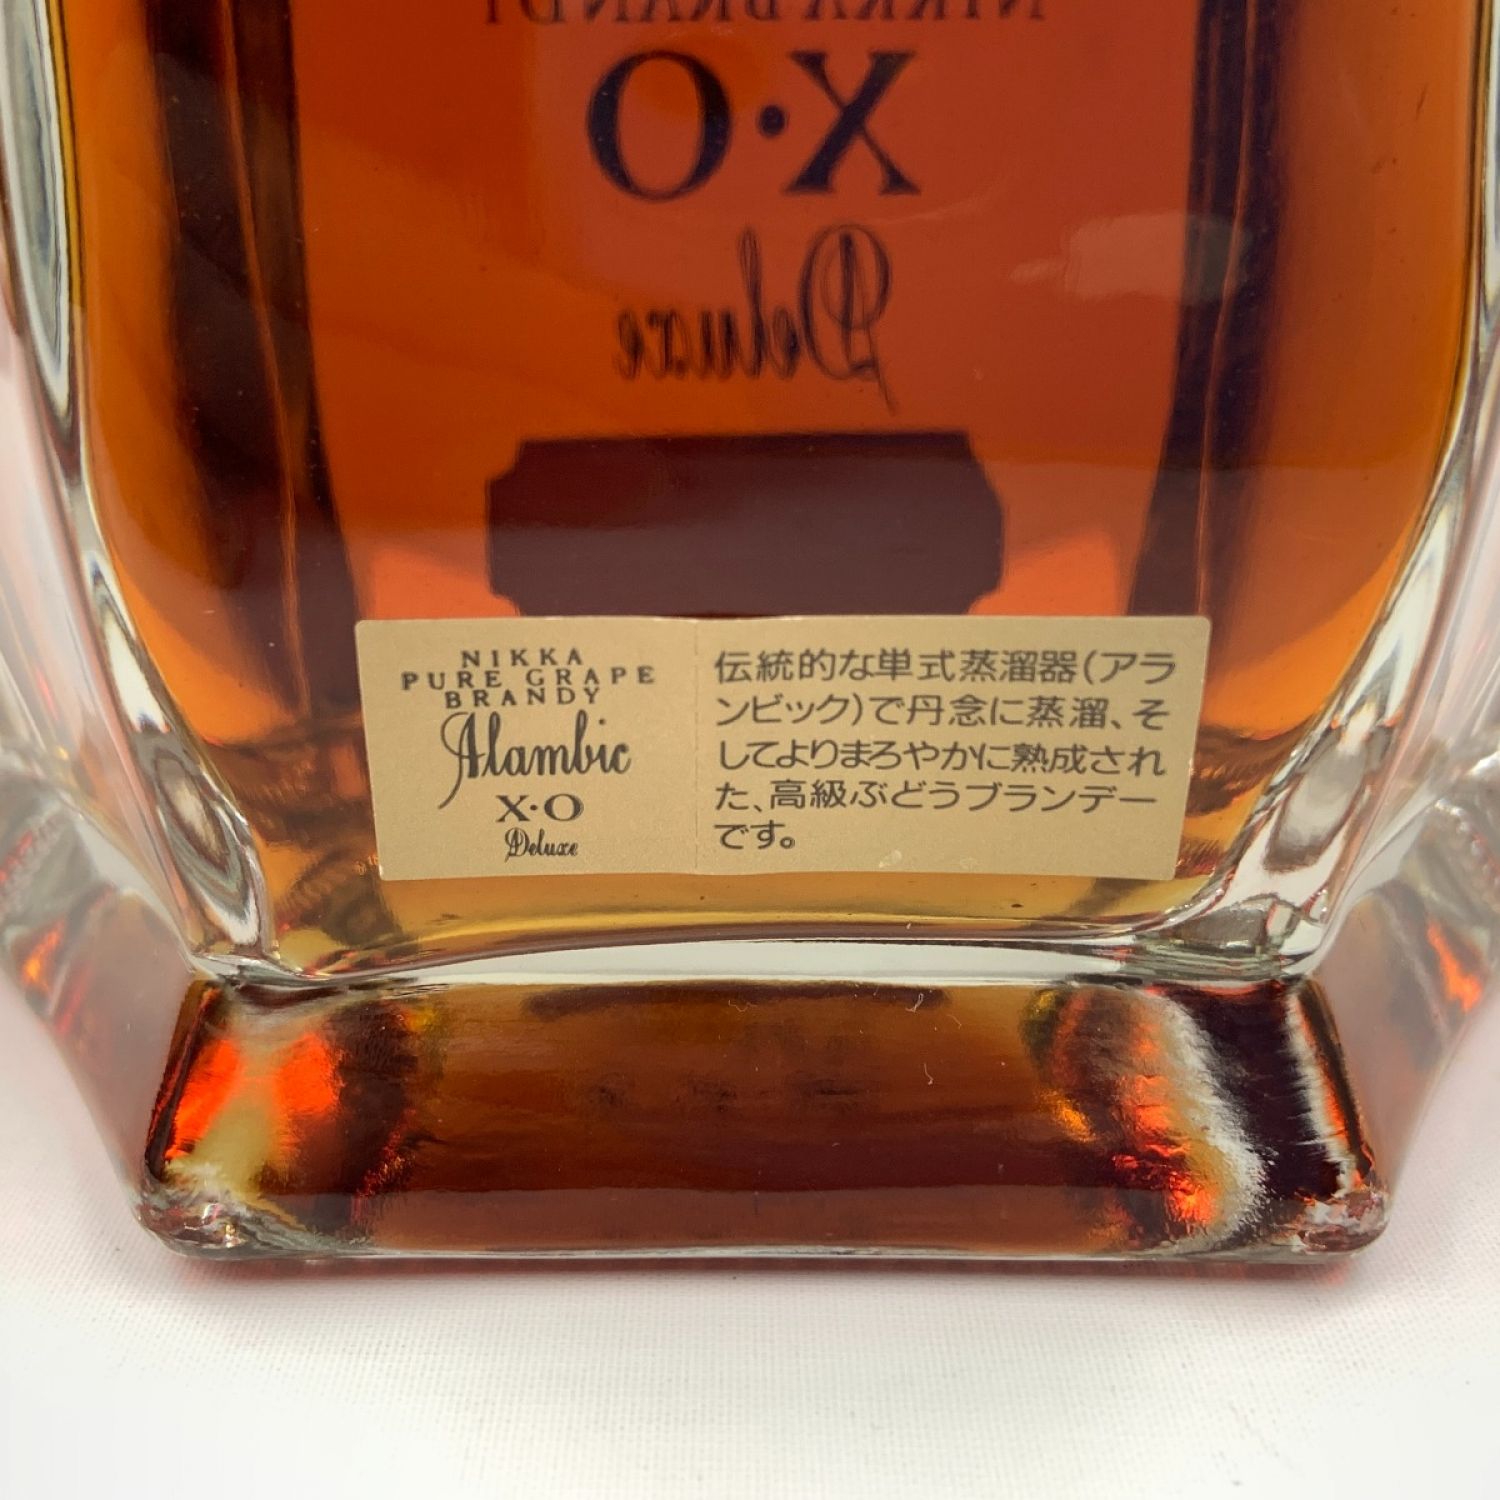 NIKKA BRANDY
X·O
Deluxe
NIKKA
PURE GRAPE
BRANDY
Alambic
X·O
Deluxe
伝統的な単式蒸溜器(アラ
ンビック)で丹念に蒸溜、そ
してよりまろやかに熟成され
た、高級ぶどうブランデー
です。